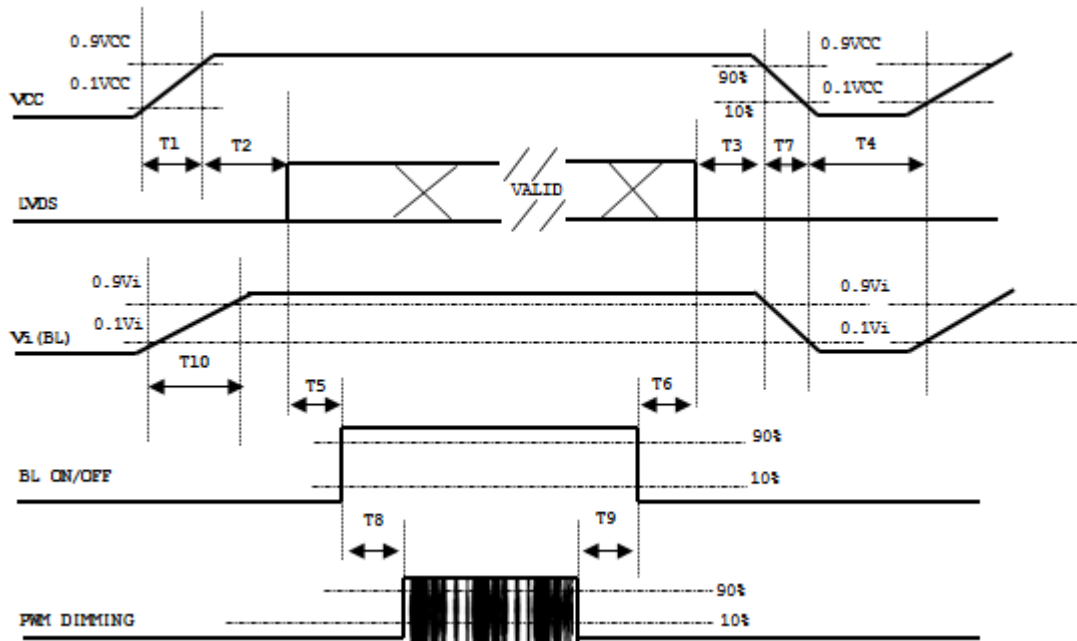 0.9VCC
0.9VCC
90%
0.1VCC
0.1VCC
VCC
10%
T1
T2
T3
T7
T4
VALID
LVDS
0.9Vi
0.9Vi
0.1Vi
0.1Vi
Vi(BL)
T10
T5
T6
90%
BL ON/OFF
10%
T8
T9
90%
PWM DIMMING
10%